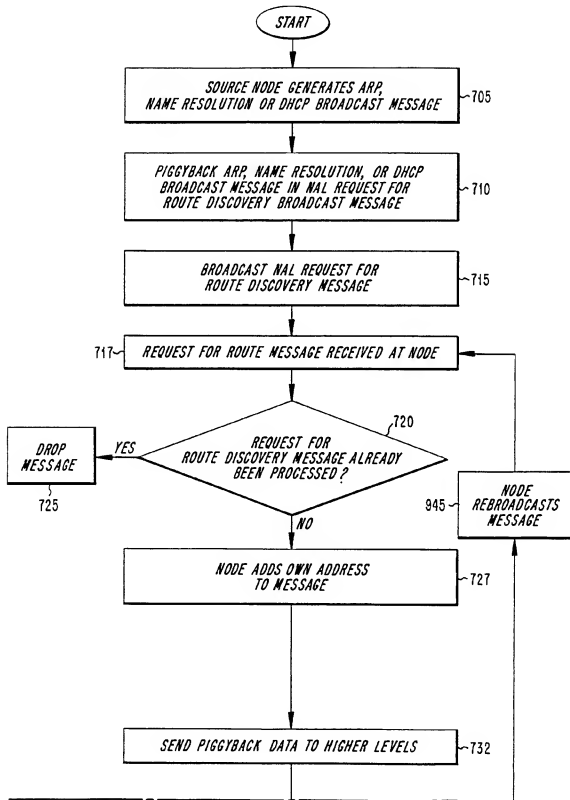 START
SOURCE NODE GENERATES ARP,
NAME RESOLUTION OR DHCP BROADCAST MESSAGE
705
PIGGYBACK ARP, NAME RESOLUTION, OR DHCP
BROADCAST MESSAGE IN NAL REQUEST FOR
ROUTE DISCOVERY BROADCAST MESSAGE
710
BROADCAST NAL REQUEST FOR
ROUTE DISCOVERY MESSAGE
715
717
REQUEST FOR ROUTE MESSAGE RECEIVED AT NODE
720
REQUEST FOR
ROUTE DISCOVERY MESSAGE ALREADY
BEEN PROCESSED?
YES
DROP
MESSAGE
725
NO
945
NODE
REBROADCASTS
MESSAGE
NODE ADDS OWN ADDRESS
TO MESSAGE
727
SEND PIGGYBACK DATA TO HIGHER LEVELS
732